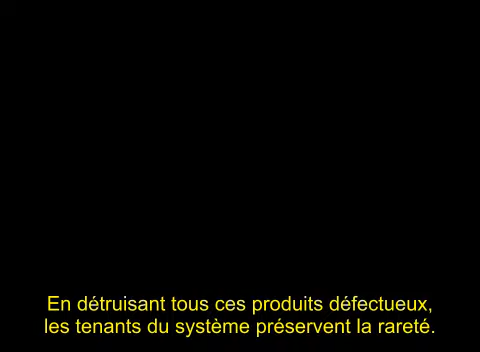 En détruisant tous ces produits défectueux,
les tenants du système préservent la rareté.